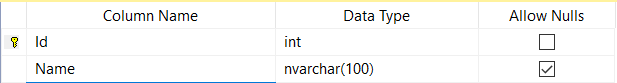 Column Name Data Type Allow Nulls
Id int
Name nvarchar(100)